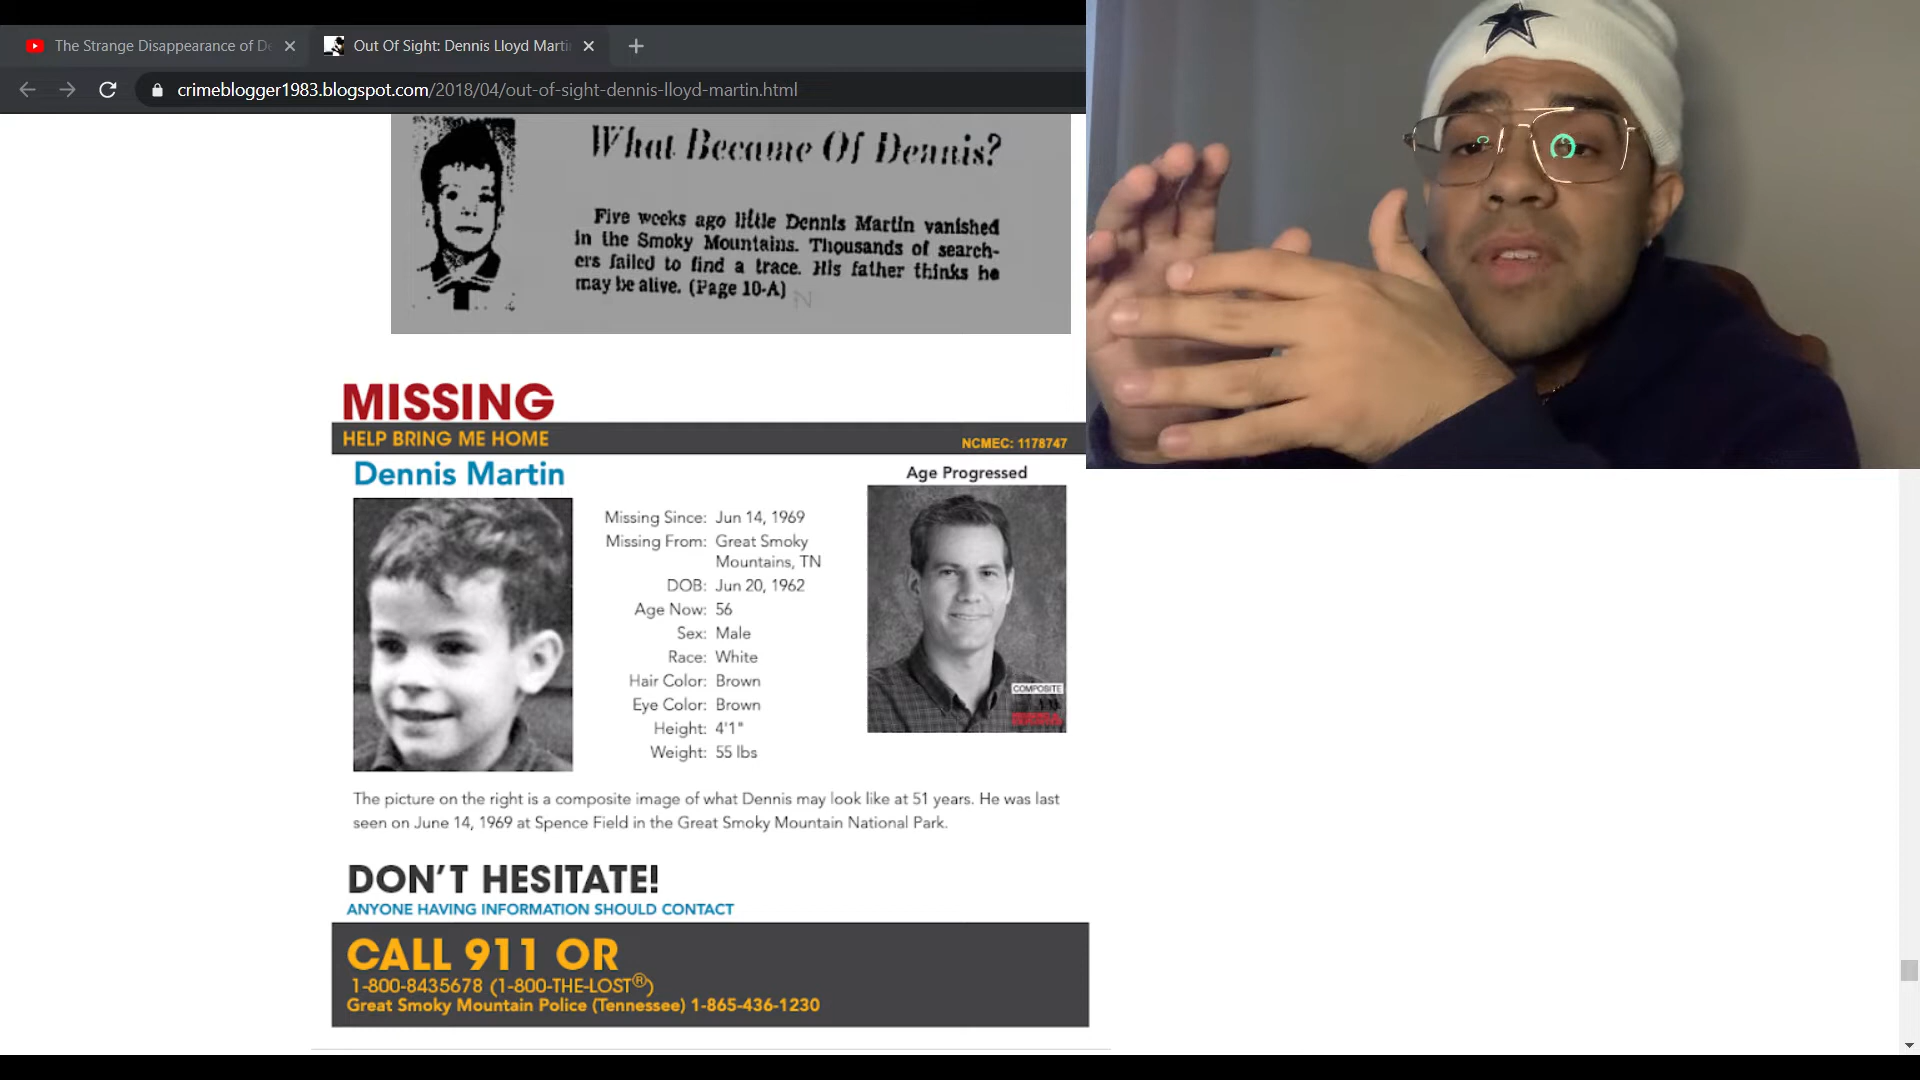 The Strange Disappearance of De
Out Of Sight: Dennis Lloyd Marti
crimeblogger1983.blogspot.com/2018/04/out-of-sight-dennis-lloyd-martin.html
What Became Of Dennis?
Five weeks ago little Dennis Martin vanished
in the Smoky Mountains. Thousands of search-
ers failed to find a trace. His father thinks he
may be alive. (Page 10-A)
MISSING
HELP BRING ME HOME
NCMEC: 1178747
Dennis Martin
Age Progressed
Missing Since: Jun 14, 1969
Missing From: Great Smoky
Mountains, TN
DOB: Jun 20, 1962
Age Now: 56
Sex: Male
Race: White
Hair Color: Brown
Eye Color: Brown
Height: 4'1"
Weight: 55 lbs
COMPOSITE
The picture on the right is a composite image of what Dennis may look like at 51 years. He was last
seen on June 14, 1969 at Spence Field in the Great Smoky Mountain National Park.
DON'T HESITATE!
ANYONE HAVING INFORMATION SHOULD CONTACT
CALL 911 OR
1-800-8435678 (1-800-THE-LOST®)
Great Smoky Mountain Police (Tennessee) 1-865-436-1230